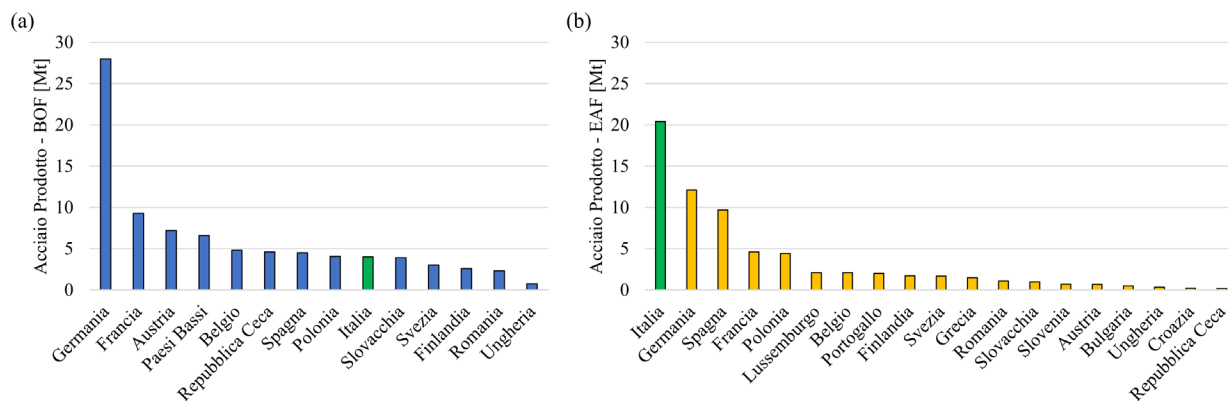 (a)
Acciaio Prodotto - BOF [Mt]
30
25
20
15
10
5
0
Germania
Francia
Austria
Paesi Bassi
Belgio
Repubblica Ceca
Spagna
Polonia
Italia
Slovacchia
Svezia
Finlandia
Romania
Ungheria
(b)
Acciaio Prodotto - EAF [Mt]
30
25
20
15
10
5
0
Italia
Germania
Spagna
Francia
Polonia
Lussemburgo
Belgio
Portogallo
Finlandia
Svezia
Grecia
Romania
Slovacchia
Slovenia
Austria
Bulgaria
Ungheria
Croazia
Repubblica Ceca